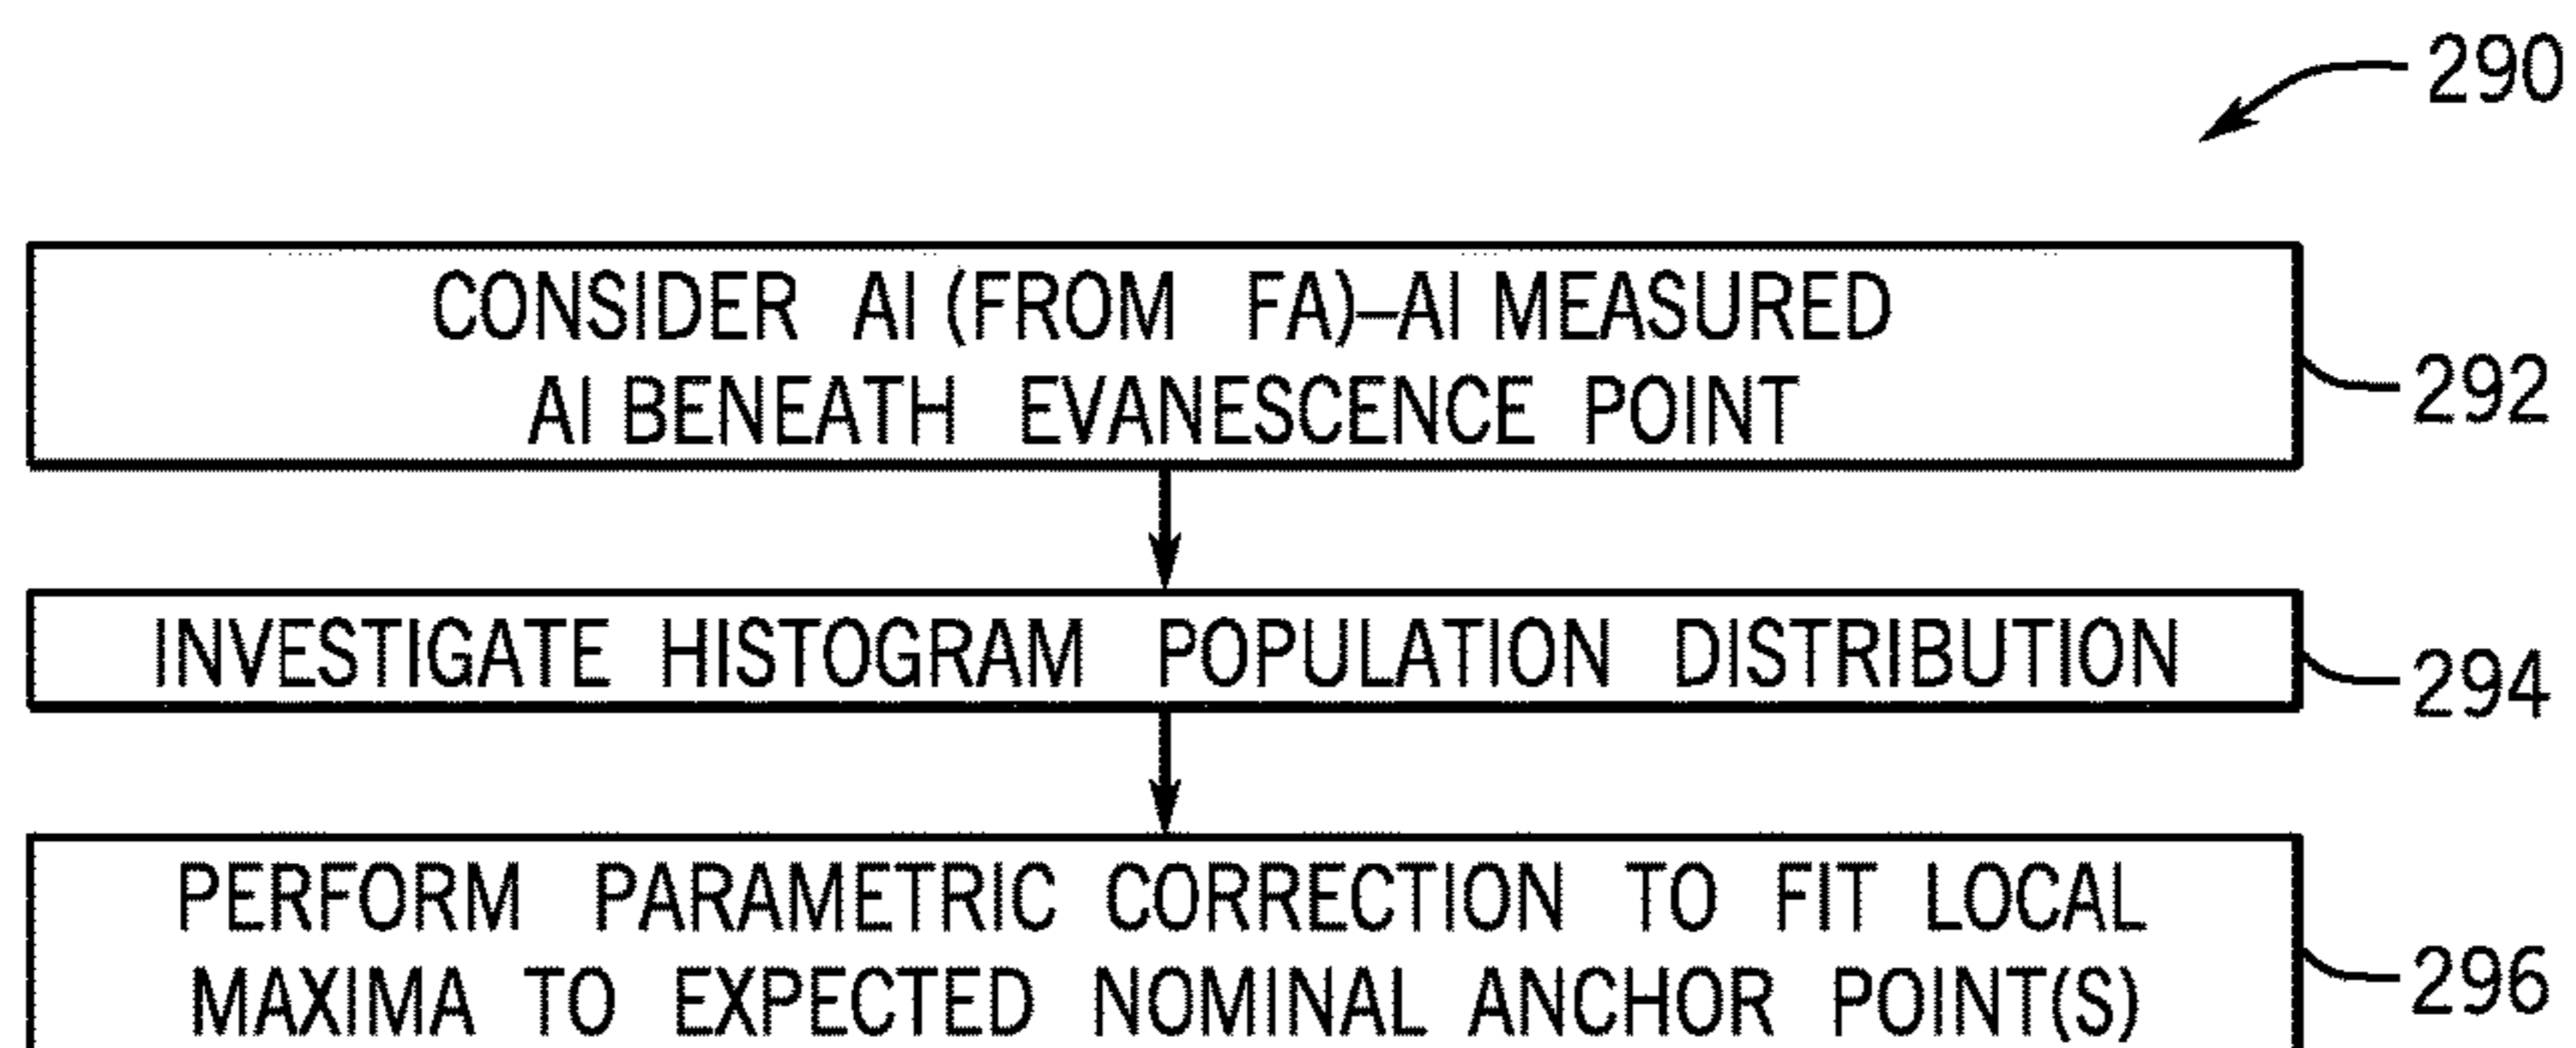 290
CONSIDER AI (FROM FA)–AI MEASURED
AI BENEATH EVANESCENCE POINT
292
INVESTIGATE HISTOGRAM POPULATION DISTRIBUTION
294
PERFORM PARAMETRIC CORRECTION TO FIT LOCAL
MAXIMA TO EXPECTED NOMINAL ANCHOR POINT(S)
296